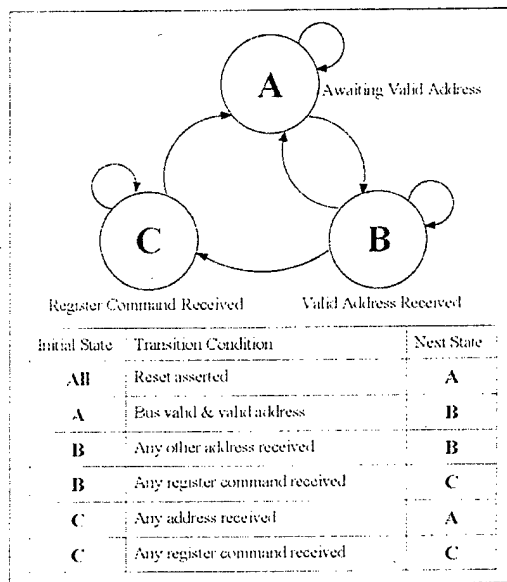 A
Awaiting Valid Address
C
B
Register Command Received
Valid Address Received
Initial State Transition Condition Next State
All Reset asserted A
A Bus valid & valid address B
B Any other address received B
B Any register command received C
C Any address received A
C Any register command received C